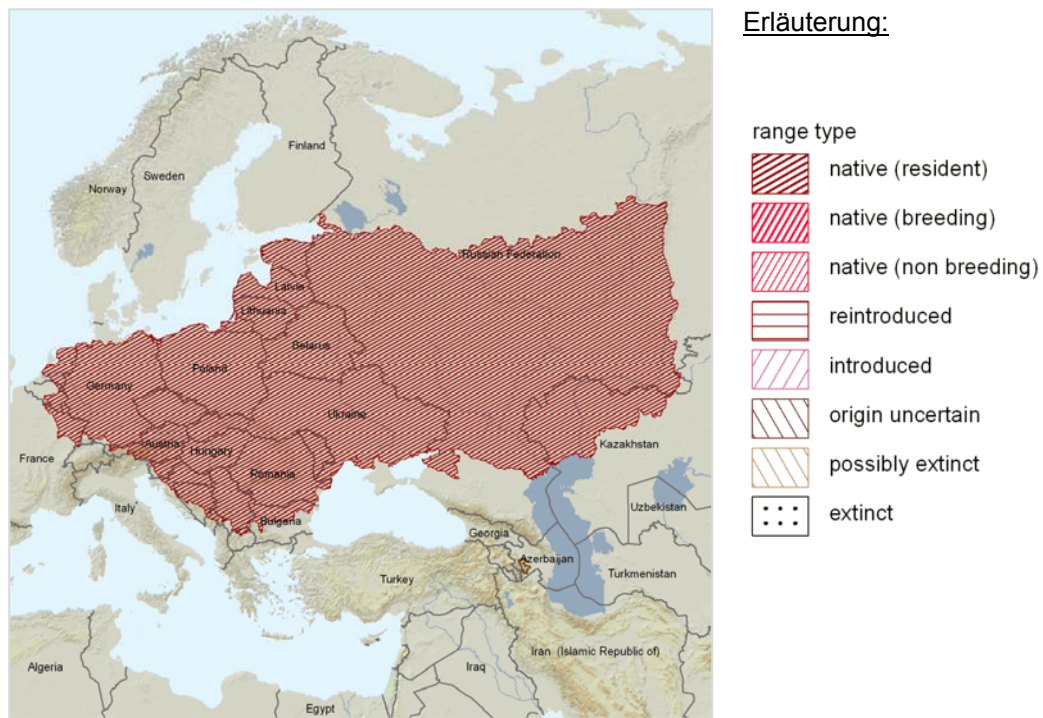 Erläuterung:
range type
native (resident)
native (breeding)
native (non breeding)
reintroduced
introduced
origin uncertain
possibly extinct
extinct
Finland
Sweden
Norway
Russian Federation
Latvia
Lithuania
Belarus
Poland
Germany
Ukraine
Austria
Hungary
France
Kazakhstan
Romania
Italy
Bulgaria
Uzbekistan
Georgia
Azerbaijan
Turkey
Turkmenistan
Iran (Islamic Republic of)
Algeria
Iraq
Egypt